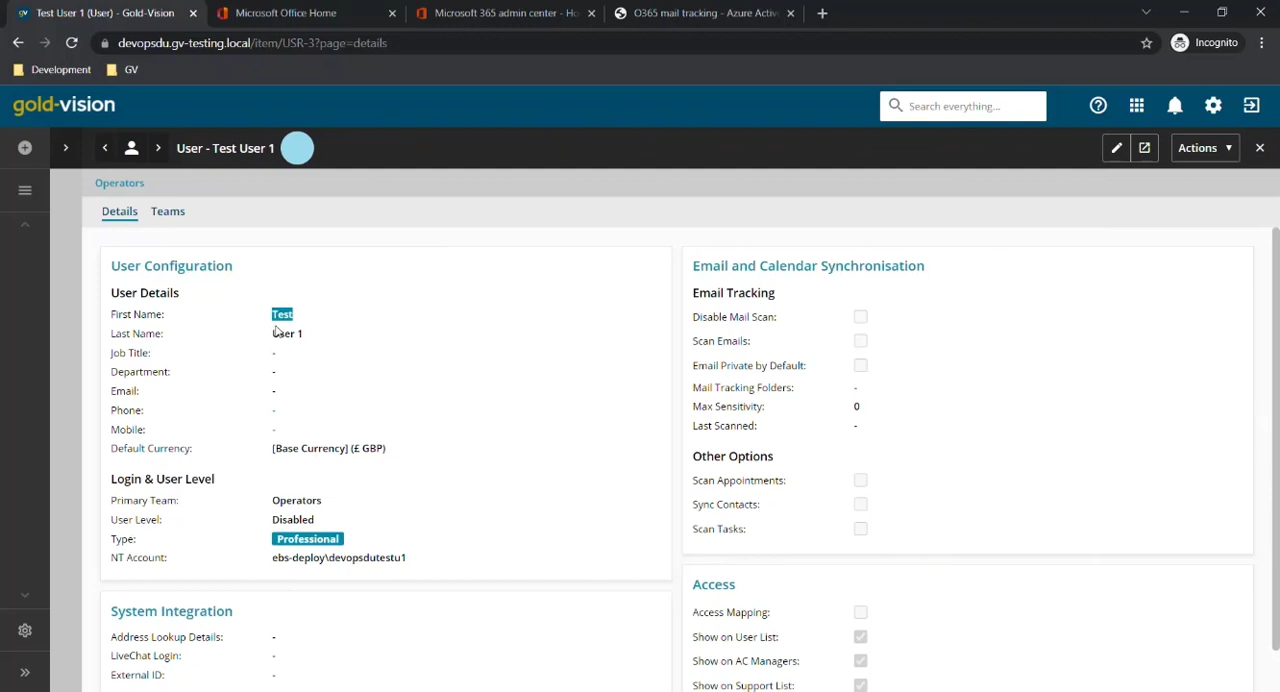 Test User 1 (User) - Gold-Vision
Microsoft Office Home
Microsoft 365 admin center - Ho
O365 mail tracking - Azure Activ
devopsdu.gv-testing.local/item/USR-3?page=details
Incognito
Development
GV
gold-vision
Search everything...
User - Test User 1
Actions
Operators
Details
Teams
User Configuration
User Details
First Name: Test
Last Name: User 1
Job Title: -
Department: -
Email: -
Phone: -
Mobile: -
Default Currency: [Base Currency] (£ GBP)
Login & User Level
Primary Team: Operators
User Level: Disabled
Type: Professional
NT Account: ebs-deploy\devopsdutestu1
System Integration
Address Lookup Details: -
LiveChat Login: -
External ID: -
Email and Calendar Synchronisation
Email Tracking
Disable Mail Scan:
Scan Emails:
Email Private by Default:
Mail Tracking Folders: -
Max Sensitivity: 0
Last Scanned: -
Other Options
Scan Appointments:
Sync Contacts:
Scan Tasks:
Access
Access Mapping:
Show on User List:
Show on AC Managers:
Show on Support List: